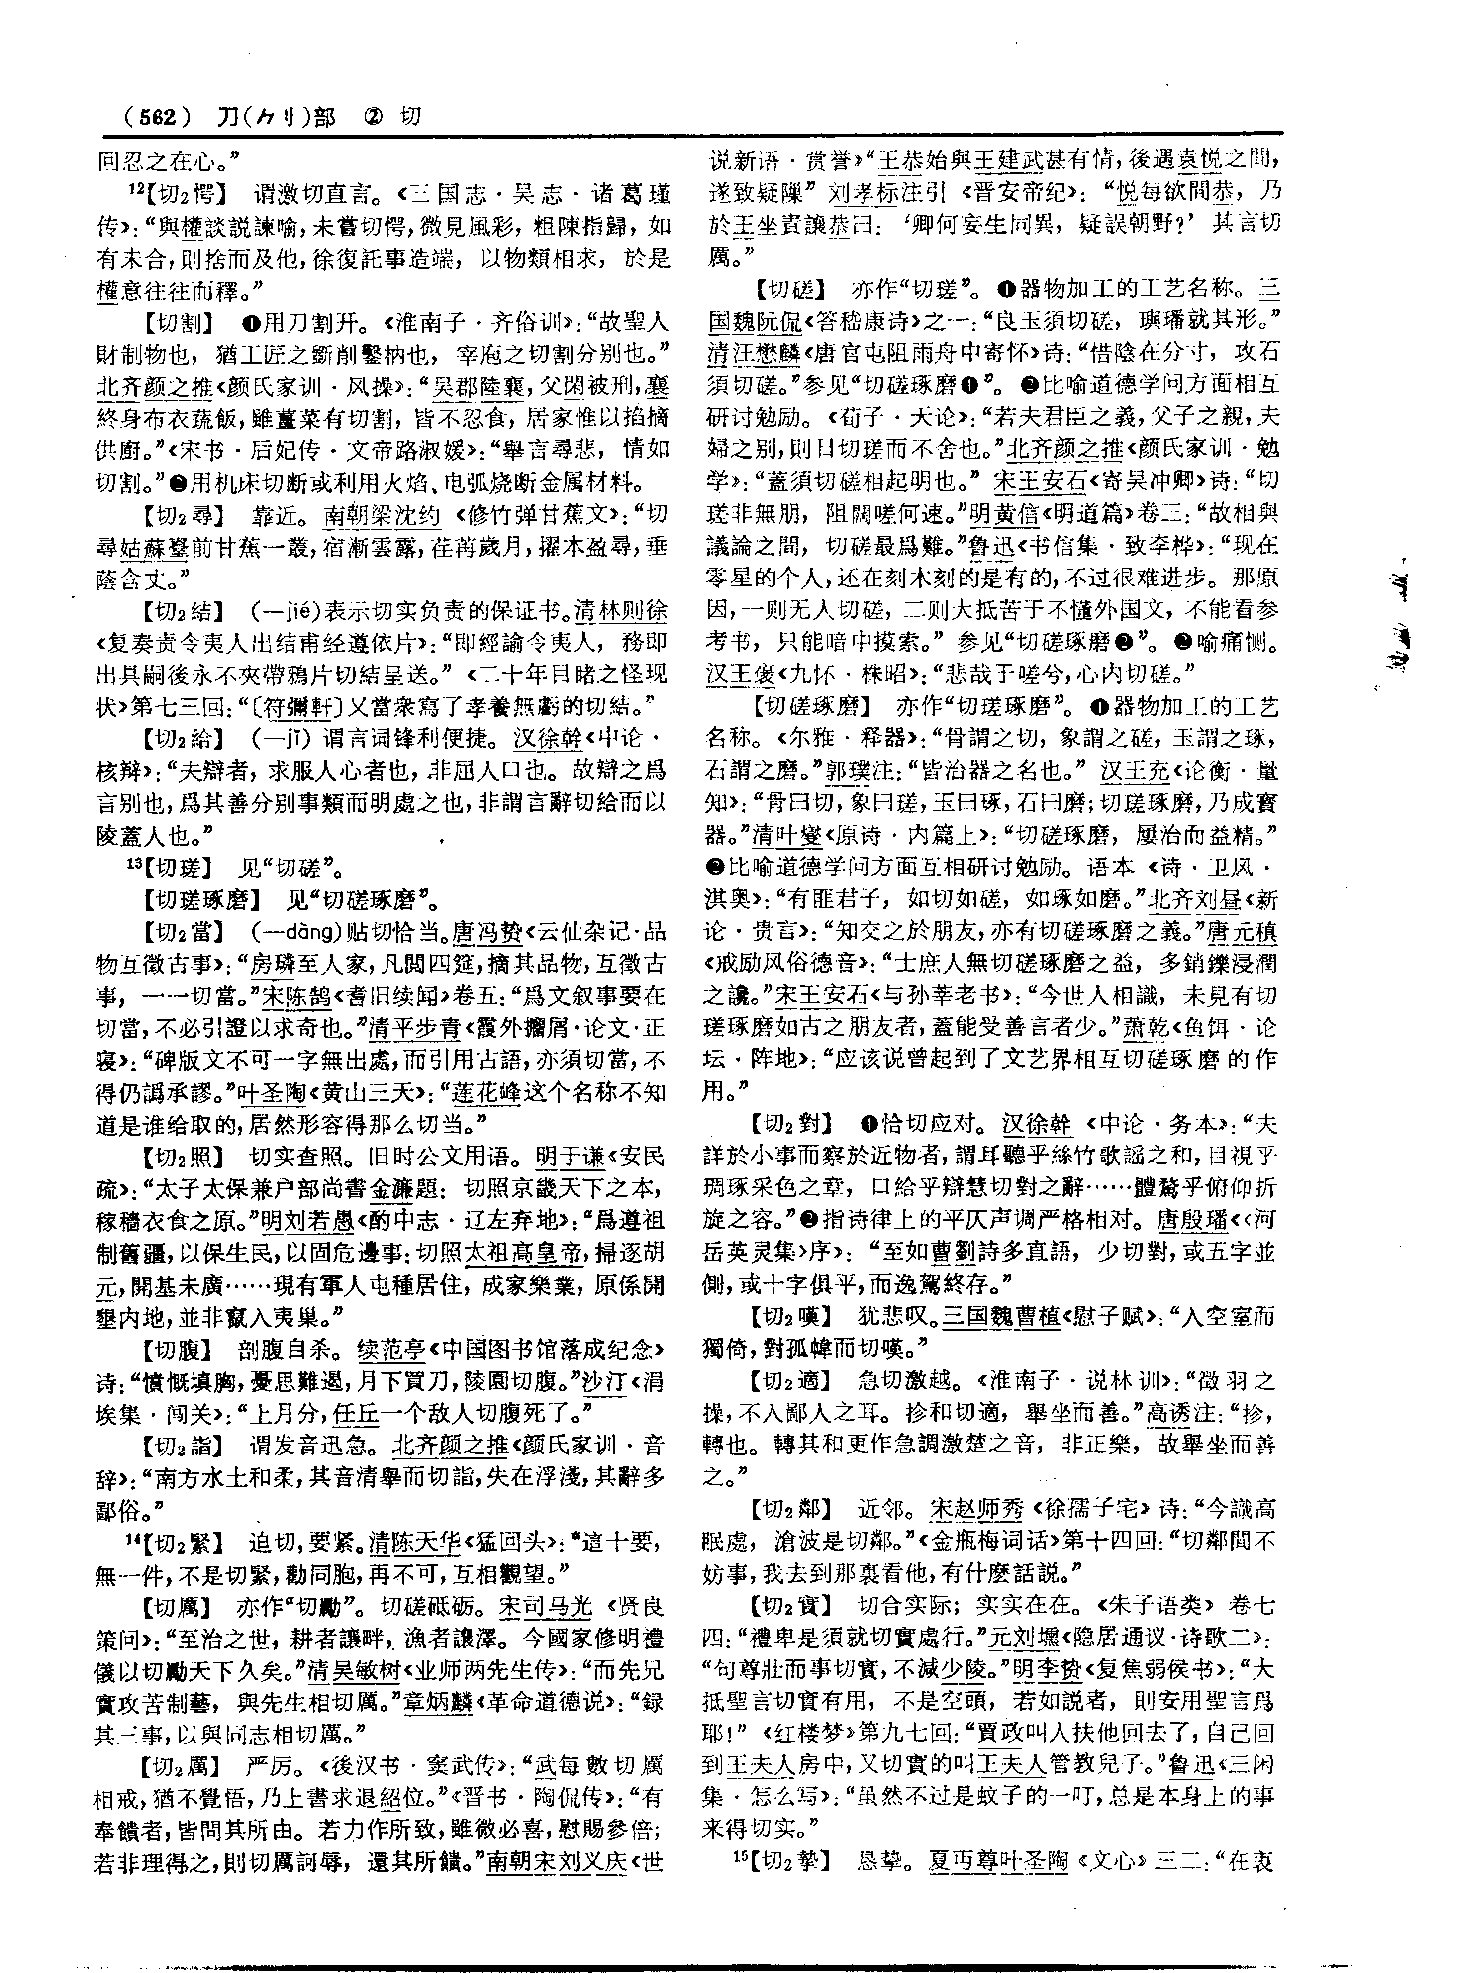 （562） 刀(⺈刂)部 ② 切
回忍之在心。”
12【切2愕】 谓激切直言。《三国志·吴志·诸葛瑾
传》：“與權談説諫喻，未嘗切愕，微見風彩，粗陳指歸，如
有未合，則捨而及他，徐復託事造端，以物類相求，於是
權意往往而釋。”
【切割】 ❶用刀割开。《淮南子·齐俗训》：“故聖人
財制物也，猶工匠之斲削鑿枘也，宰庖之切割分别也。”
北齐颜之推《颜氏家训·风操》：“吴郡陸襄，父閑被刑，襄
終身布衣蔬飯，雖薑菜有切割，皆不忍食，居家惟以掐摘
供廚。”《宋书·后妃传·文帝路淑媛》：“舉言尋悲，情如
切割。”❷用机床切断或利用火焰、电弧烧断金属材料。
【切2尋】 靠近。南朝梁沈约《修竹弹甘蕉文》：“切
尋姑蘇臺前甘蕉一叢，宿漸雲露，荏苒歲月，擢本盈尋，垂
蔭含丈。”
【切2結】 （—jié）表示切实负责的保证书。清林则徐
《复奏责令夷人出结甫经遵依片》：“即經諭令夷人，務即
出具嗣後永不夾帶鴉片切結呈送。”《二十年目睹之怪现
状》第七三回：“〔符彌軒〕又當衆寫了孝養無虧的切結。”
【切2給】 （—jǐ）谓言词锋利便捷。汉徐幹《中论·
核辩》：“夫辯者，求服人心者也，非屈人口也。故辯之爲
言别也，爲其善分别事類而明處之也，非謂言辭切給而以
陵蓋人也。”
13【切瑳】 见“切磋”。
【切瑳琢磨】 见“切磋琢磨”。
【切2當】 （—dàng）贴切恰当。唐冯贽《云仙杂记·品
物互徵古事》：“房璘至人家，凡閲四筵，摘其品物，互徵古
事，一一切當。”宋陈鹄《耆旧续闻》卷五：“爲文叙事要在
切當，不必引證以求奇也。”清平步青《霞外攟屑·论文·正
寝》：“碑版文不可一字無出處，而引用古語，亦須切當，不
得仍譌承謬。”叶圣陶《黄山三天》：“莲花峰这个名称不知
道是谁给取的，居然形容得那么切当。”
【切2照】 切实查照。旧时公文用语。明于谦《安民
疏》：“太子太保兼户部尚書金濂題：切照京畿天下之本，
稼穡衣食之原。”明刘若愚《酌中志·辽左弃地》：“爲遵祖
制舊疆，以保生民，以固危邊事：切照太祖高皇帝，掃逐胡
元，開基未廣……現有軍人屯種居住，成家樂業，原係開
墾内地，並非竄入夷巢。”
【切腹】 剖腹自杀。续范亭《中国图书馆落成纪念》
诗：“憤慨填胸，憂思難遏，月下買刀，陵園切腹。”沙汀《涓
埃集·闯关》：“上月分，任丘一个敌人切腹死了。”
【切2詣】 谓发音迅急。北齐颜之推《颜氏家训·音
辞》：“南方水土和柔，其音清舉而切詣，失在浮淺，其辭多
鄙俗。”
14【切2緊】 迫切，要紧。清陈天华《猛回头》：“這十要，
無一件，不是切緊，勸同胞，再不可，互相觀望。”
【切厲】 亦作“切勵”。切磋砥砺。宋司马光《贤良
策问》：“至治之世，耕者讓畔，漁者讓澤。今國家修明禮
儀以切勵天下久矣。”清吴敏树《业师两先生传》：“而先兄
實攻苦制藝，與先生相切厲。”章炳麟《革命道德说》：“録
其三事，以與同志相切厲。”
【切2厲】 严厉。《後汉书·窦武传》：“武每數切厲
相戒，猶不覺悟，乃上書求退紹位。”《晋书·陶侃传》：“有
奉饋者，皆問其所由。若力作所致，雖微必喜，慰賜參倍；
若非理得之，則切厲訶辱，還其所饋。”南朝宋刘义庆《世
说新语·赏誉》“王恭始與王建武甚有情，後遇袁悦之間，
遂致疑隟”刘孝标注引《晋安帝纪》：“悦每欲間恭，乃
於王坐責讓恭曰：‘卿何妄生同異，疑誤朝野？’其言切
厲。”
【切磋】 亦作“切瑳”。❶器物加工的工艺名称。三
国魏阮侃《答嵇康诗》之一：“良玉須切磋，璵璠就其形。”
清汪懋麟《唐官屯阻雨舟中寄怀》诗：“惜陰在分寸，攻石
須切磋。”参见“切磋琢磨❶”。❷比喻道德学问方面相互
研讨勉励。《荀子·天论》：“若夫君臣之義，父子之親，夫
婦之别，則日切瑳而不舍也。”北齐颜之推《颜氏家训·勉
学》：“蓋須切磋相起明也。”宋王安石《寄吴冲卿》诗：“切
瑳非無朋，阻闊嗟何速。”明黄信《明道篇》卷三：“故相與
議論之間，切磋最爲難。”鲁迅《书信集·致李桦》：“现在
零星的个人，还在刻木刻的是有的，不过很难进步。那原
因，一则无人切磋，二则大抵苦于不懂外国文，不能看参
考书，只能暗中摸索。”参见“切磋琢磨❷”。❸喻痛恻。
汉王褒《九怀·株昭》：“悲哉于嗟兮，心内切磋。”
【切磋琢磨】 亦作“切瑳琢磨”。❶器物加工的工艺
名称。《尔雅·释器》：“骨謂之切，象謂之磋，玉謂之琢，
石謂之磨。”郭璞注：“皆治器之名也。”汉王充《论衡·量
知》：“骨曰切，象曰瑳，玉曰琢，石曰磨；切瑳琢磨，乃成寳
器。”清叶燮《原诗·内篇上》：“切磋琢磨，屢治而益精。”
❷比喻道德学问方面互相研讨勉励。语本《诗·卫风·
淇奥》：“有匪君子，如切如磋，如琢如磨。”北齐刘昼《新
论·贵言》：“知交之於朋友，亦有切磋琢磨之義。”唐元稹
《戒励风俗德音》：“士庶人無切磋琢磨之益，多銷鑠浸潤
之讒。”宋王安石《与孙莘老书》：“今世人相識，未見有切
瑳琢磨如古之朋友者，蓋能受善言者少。”萧乾《鱼饵·论
坛·阵地》：“应该说曾起到了文艺界相互切磋琢磨的作
用。”
【切2對】 ❶恰切应对。汉徐幹《中论·务本》：“夫
詳於小事而察於近物者，謂耳聽乎絲竹歌謡之和，目視乎
琱琢采色之章，口給乎辯慧切對之辭……體騖乎俯仰折
旋之容。”❷指诗律上的平仄声调严格相对。唐殷璠《〈河
岳英灵集〉序》：“至如曹劉詩多直語，少切對，或五字並
側，或十字俱平，而逸駕終存。”
【切2嘆】 犹悲叹。三国魏曹植《慰子赋》：“入空室而
獨倚，對孤幃而切嘆。”
【切2適】 急切激越。《淮南子·说林训》：“徵羽之
操，不入鄙人之耳。抮和切適，舉坐而善。”高诱注：“抮，
轉也。轉其和更作急調激楚之音，非正樂，故舉坐而善
之。”
【切2鄰】 近邻。宋赵师秀《徐孺子宅》诗：“今識高
眠處，滄波是切鄰。”《金瓶梅词话》第十四回：“切鄰間不
妨事，我去到那裏看他，有什麽話説。”
【切2實】 切合实际；实实在在。《朱子语类》卷七
四：“禮卑是須就切實處行。”元刘壎《隐居通议·诗歌二》：
“句尊壯而事切實，不減少陵。”明李贽《复焦弱侯书》：“大
抵聖言切實有用，不是空頭，若如説者，則安用聖言爲
耶！”《红楼梦》第九七回：“賈政叫人扶他回去了，自己回
到王夫人房中，又切實的叫王夫人管教兒子。”鲁迅《三闲
集·怎么写》：“虽然不过是蚊子的一叮，总是本身上的事
来得切实。”
15【切2摯】 恳挚。夏丏尊叶圣陶《文心》三二：“在衷